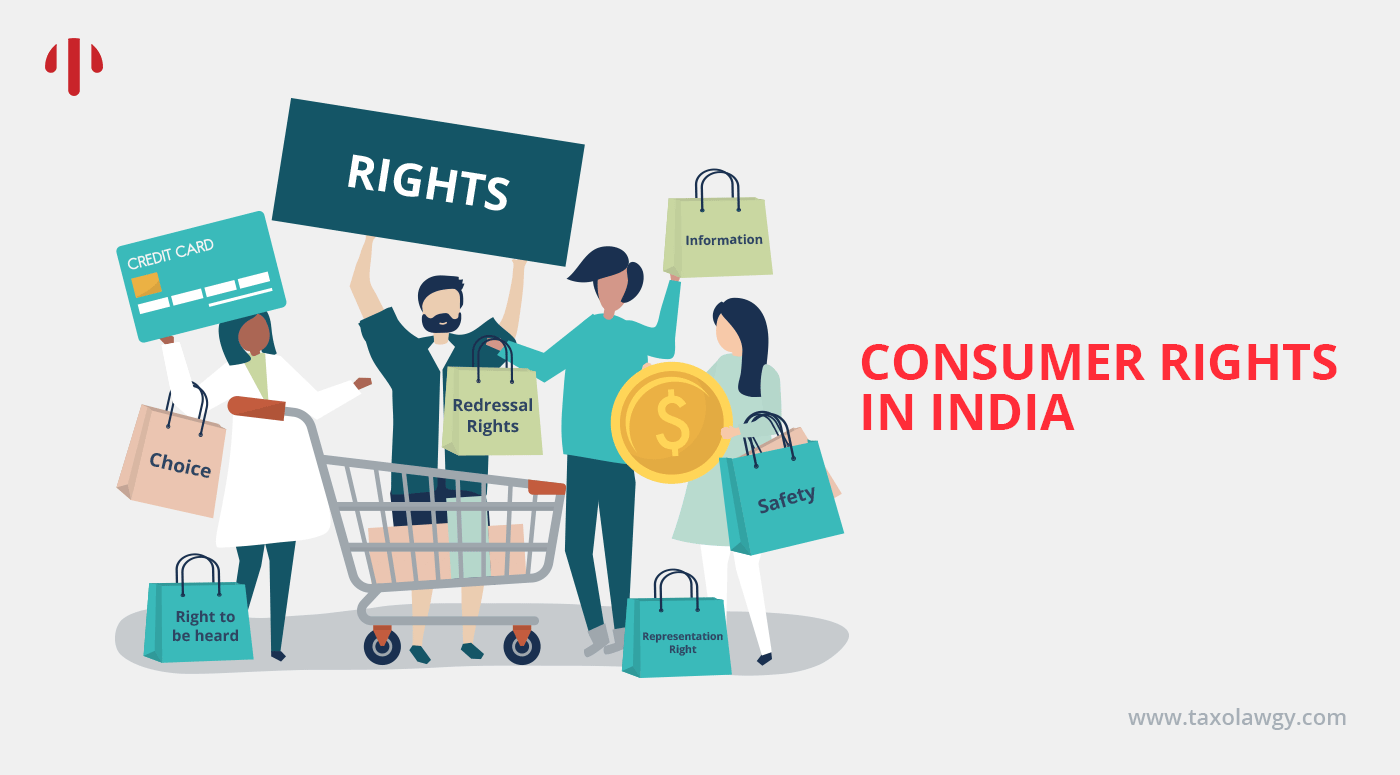 RIGHTS
CREDIT CARD
Information
Redressal
Rights
Choice
Safety
Right to
be heard
Representation
Right
$
CONSUMER RIGHTS
IN INDIA
www.taxolawgy.com